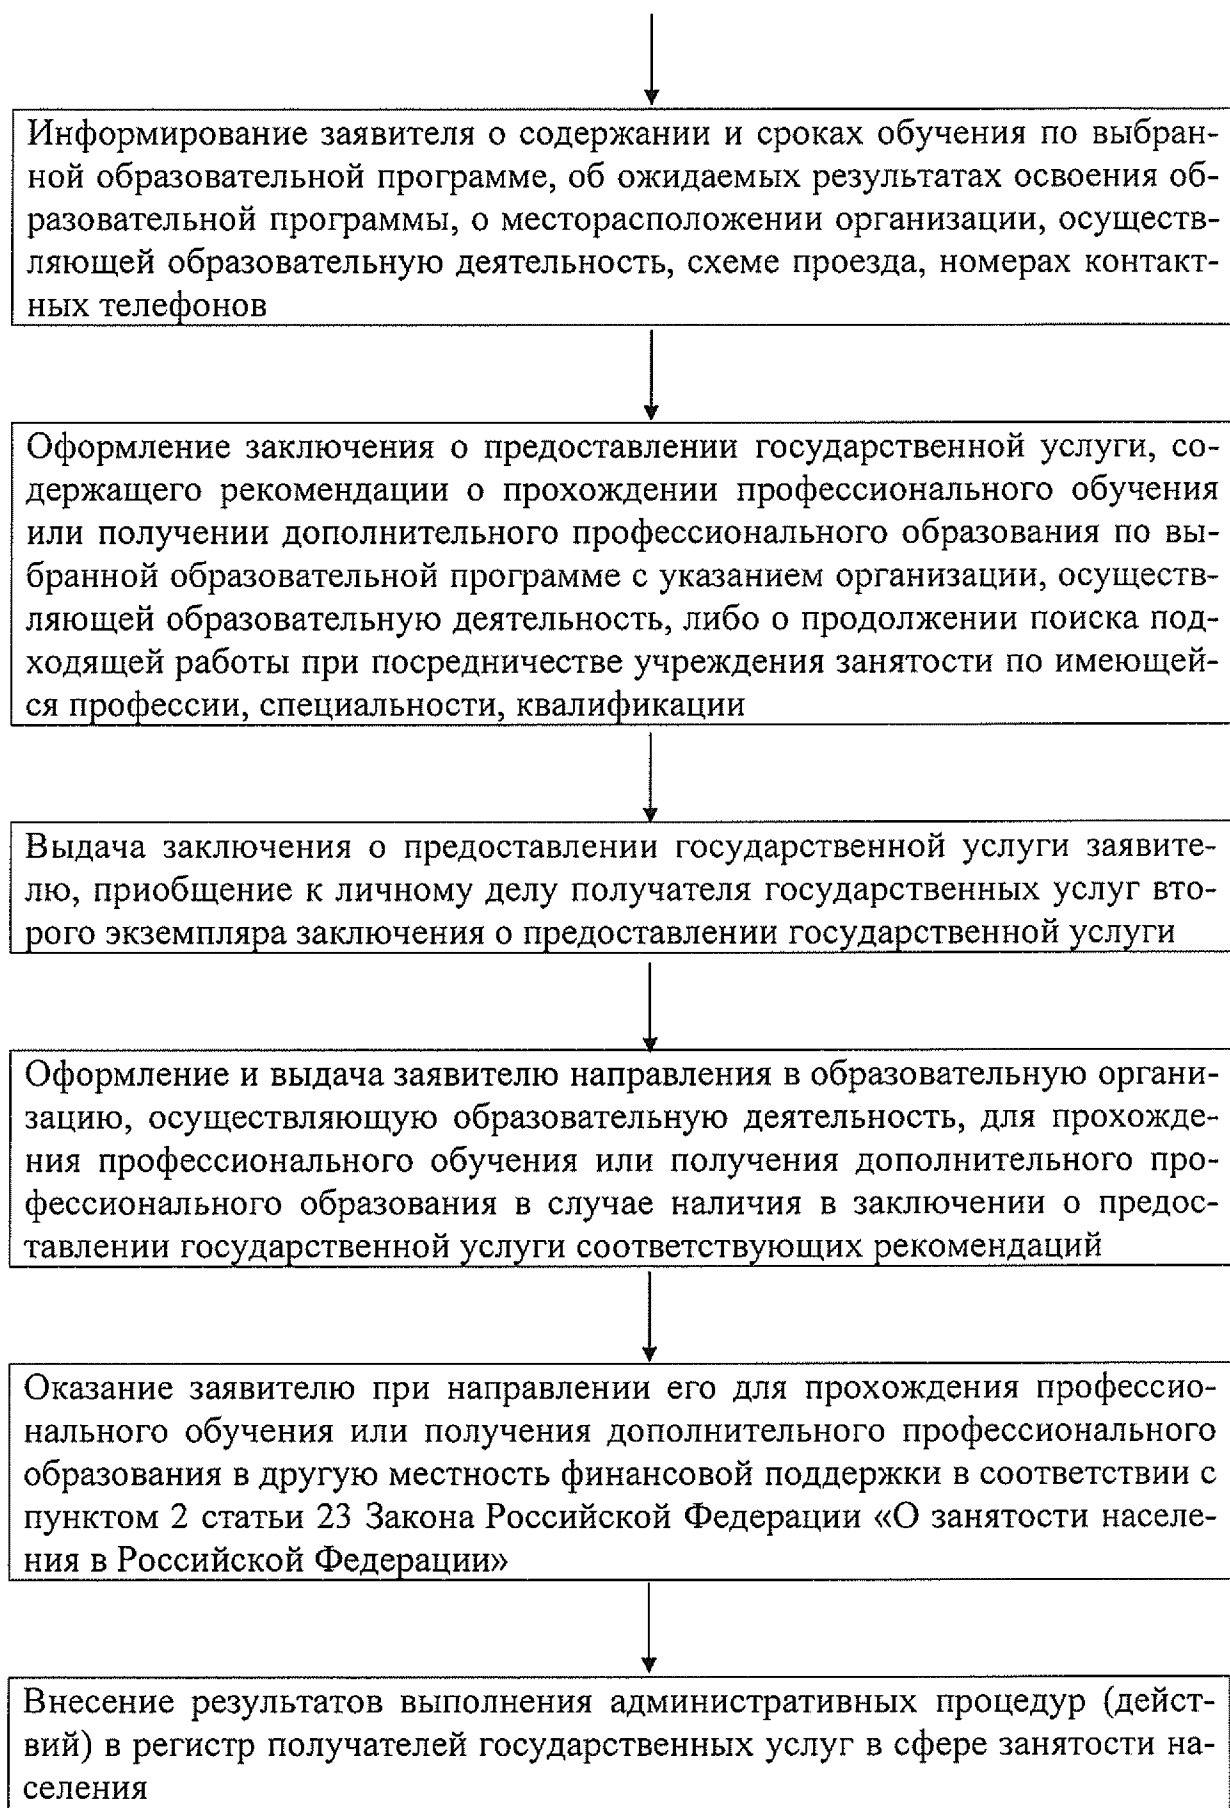 Информирование заявителя о содержании и сроках обучения по выбран-
ной образовательной программе, об ожидаемых результатах освоения об-
разовательной программы, о месторасположении организации, осуществ-
ляющей образовательную деятельность, схеме проезда, номерах контакт-
ных телефонов
Оформление заключения о предоставлении государственной услуги, со-
держащего рекомендации о прохождении профессионального обучения
или получении дополнительного профессионального образования по вы-
бранной образовательной программе с указанием организации, осуществ-
ляющей образовательную деятельность, либо о продолжении поиска под-
ходящей работы при посредничестве учреждения занятости по имеющей-
ся профессии, специальности, квалификации
Выдача заключения о предоставлении государственной услуги заявите-
лю, приобщение к личному делу получателя государственных услуг вто-
рого экземпляра заключения о предоставлении государственной услуги
Оформление и выдача заявителю направления в образовательную органи-
зацию, осуществляющую образовательную деятельность, для прохожде-
ния профессионального обучения или получения дополнительного про-
фессионального образования в случае наличия в заключении о предос-
тавлении государственной услуги соответствующих рекомендаций
Оказание заявителю при направлении его для прохождения профессио-
нального обучения или получения дополнительного профессионального
образования в другую местность финансовой поддержки в соответствии с
пунктом 2 статьи 23 Закона Российской Федерации «О занятости населе-
ния в Российской Федерации»
Внесение результатов выполнения административных процедур (дейст-
вий) в регистр получателей государственных услуг в сфере занятости на-
селения